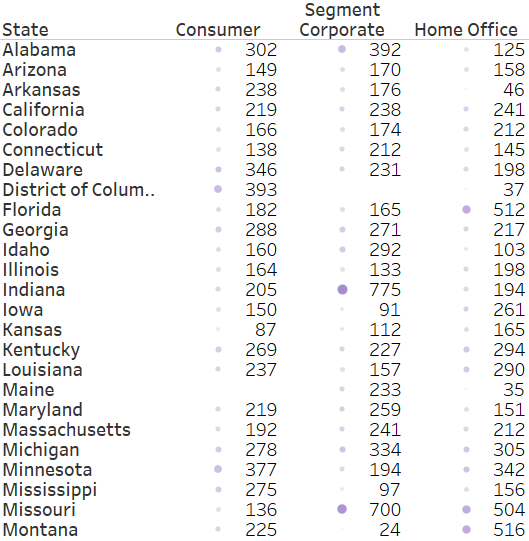 Segment
State Consumer Corporate Home Office
Alabama 302 392 125
Arizona 149 170 158
Arkansas 238 176 46
California 219 238 241
Colorado 166 174 212
Connecticut 138 212 145
Delaware 346 231 198
District of Colum.. 393 37
Florida 182 165 512
Georgia 288 271 217
Idaho 160 292 103
Illinois 164 133 198
Indiana 205 775 194
Iowa 150 91 261
Kansas 87 112 165
Kentucky 269 227 294
Louisiana 237 157 290
Maine 233 35
Maryland 219 259 151
Massachusetts 192 241 212
Michigan 278 334 305
Minnesota 377 194 342
Mississippi 275 97 156
Missouri 136 700 504
Montana 225 24 516